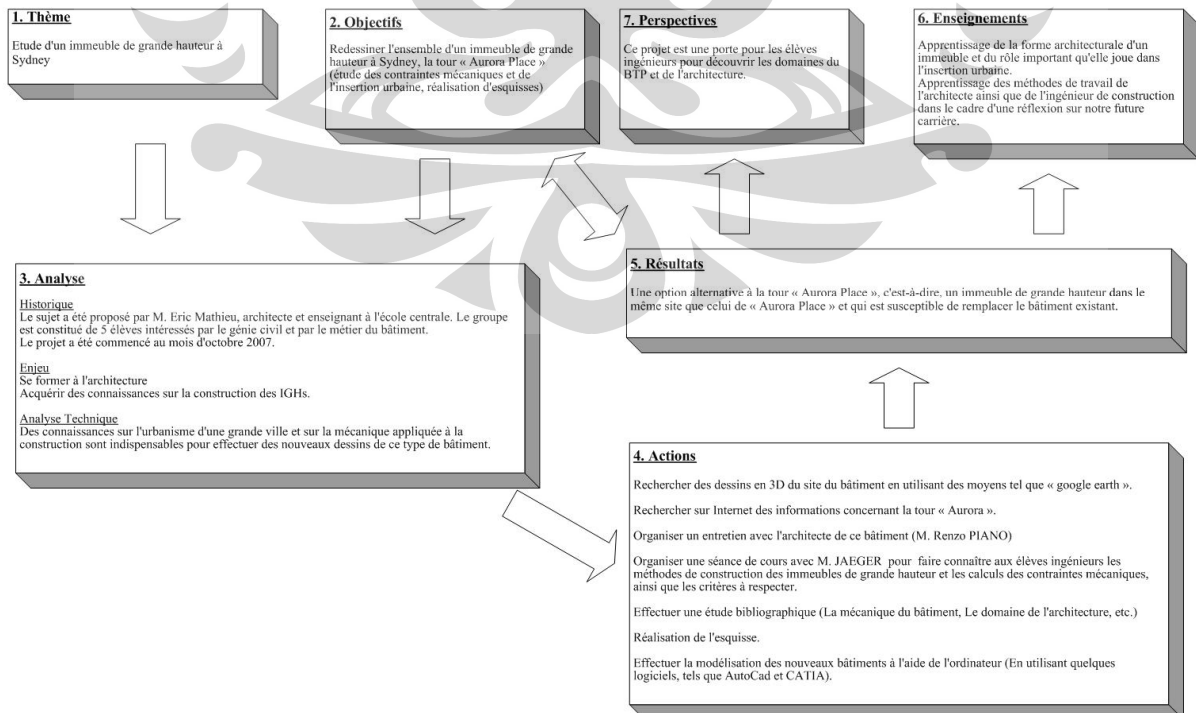 1. Thème
Etude d'un immeuble de grande hauteur à
Sydney
2. Objectifs
Redessiner l'ensemble d'un immeuble de grande
hauteur à Sydney, la tour « Aurora Place »
(étude des contraintes mécaniques et de
l'insertion urbaine, réalisation d'esquisses)
7. Perspectives
Ce projet est une porte pour les élèves
ingénieurs pour découvrir les domaines du
BTP et de l'architecture.
6. Enseignements
Apprentissage de la forme architecturale d'un
immeuble et du rôle important qu'elle joue dans
l'insertion urbaine.
Apprentissage des méthodes de travail de
l'architecte ainsi que de l'ingénieur de construction
dans le cadre d'une réflexion sur notre future
carrière.
3. Analyse
Historique
Le sujet a été proposé par M. Eric Mathieu, architecte et enseignant à l'école centrale. Le groupe
est constitué de 5 élèves intéressés par le génie civil et par le métier du bâtiment.
Le projet a été commencé au mois d'octobre 2007.
Enjeu
Se former à l'architecture
Acquérir des connaissances sur la construction des IGHs.
Analyse Technique
Des connaissances sur l'urbanisme d'une grande ville et sur la mécanique appliquée à la
construction sont indispensables pour effectuer des nouveaux dessins de ce type de bâtiment.
5. Résultats
Une option alternative à la tour « Aurora Place », c'est-à-dire, un immeuble de grande hauteur dans le
même site que celui de « Aurora Place » et qui est susceptible de remplacer le bâtiment existant.
4. Actions
Rechercher des dessins en 3D du site du bâtiment en utilisant des moyens tel que « google earth ».
Rechercher sur Internet des informations concernant la tour « Aurora ».
Organiser un entretien avec l'architecte de ce bâtiment (M. Renzo PIANO)
Organiser une séance de cours avec M. JAEGER pour faire connaître aux élèves ingénieurs les
méthodes de construction des immeubles de grande hauteur et les calculs des contraintes mécaniques,
ainsi que les critères à respecter.
Effectuer une étude bibliographique (La mécanique du bâtiment, Le domaine de l'architecture, etc.)
Réalisation de l'esquisse.
Effectuer la modélisation des nouveaux bâtiments à l'aide de l'ordinateur (En utilisant quelques
logiciels, tels que AutoCad et CATIA).